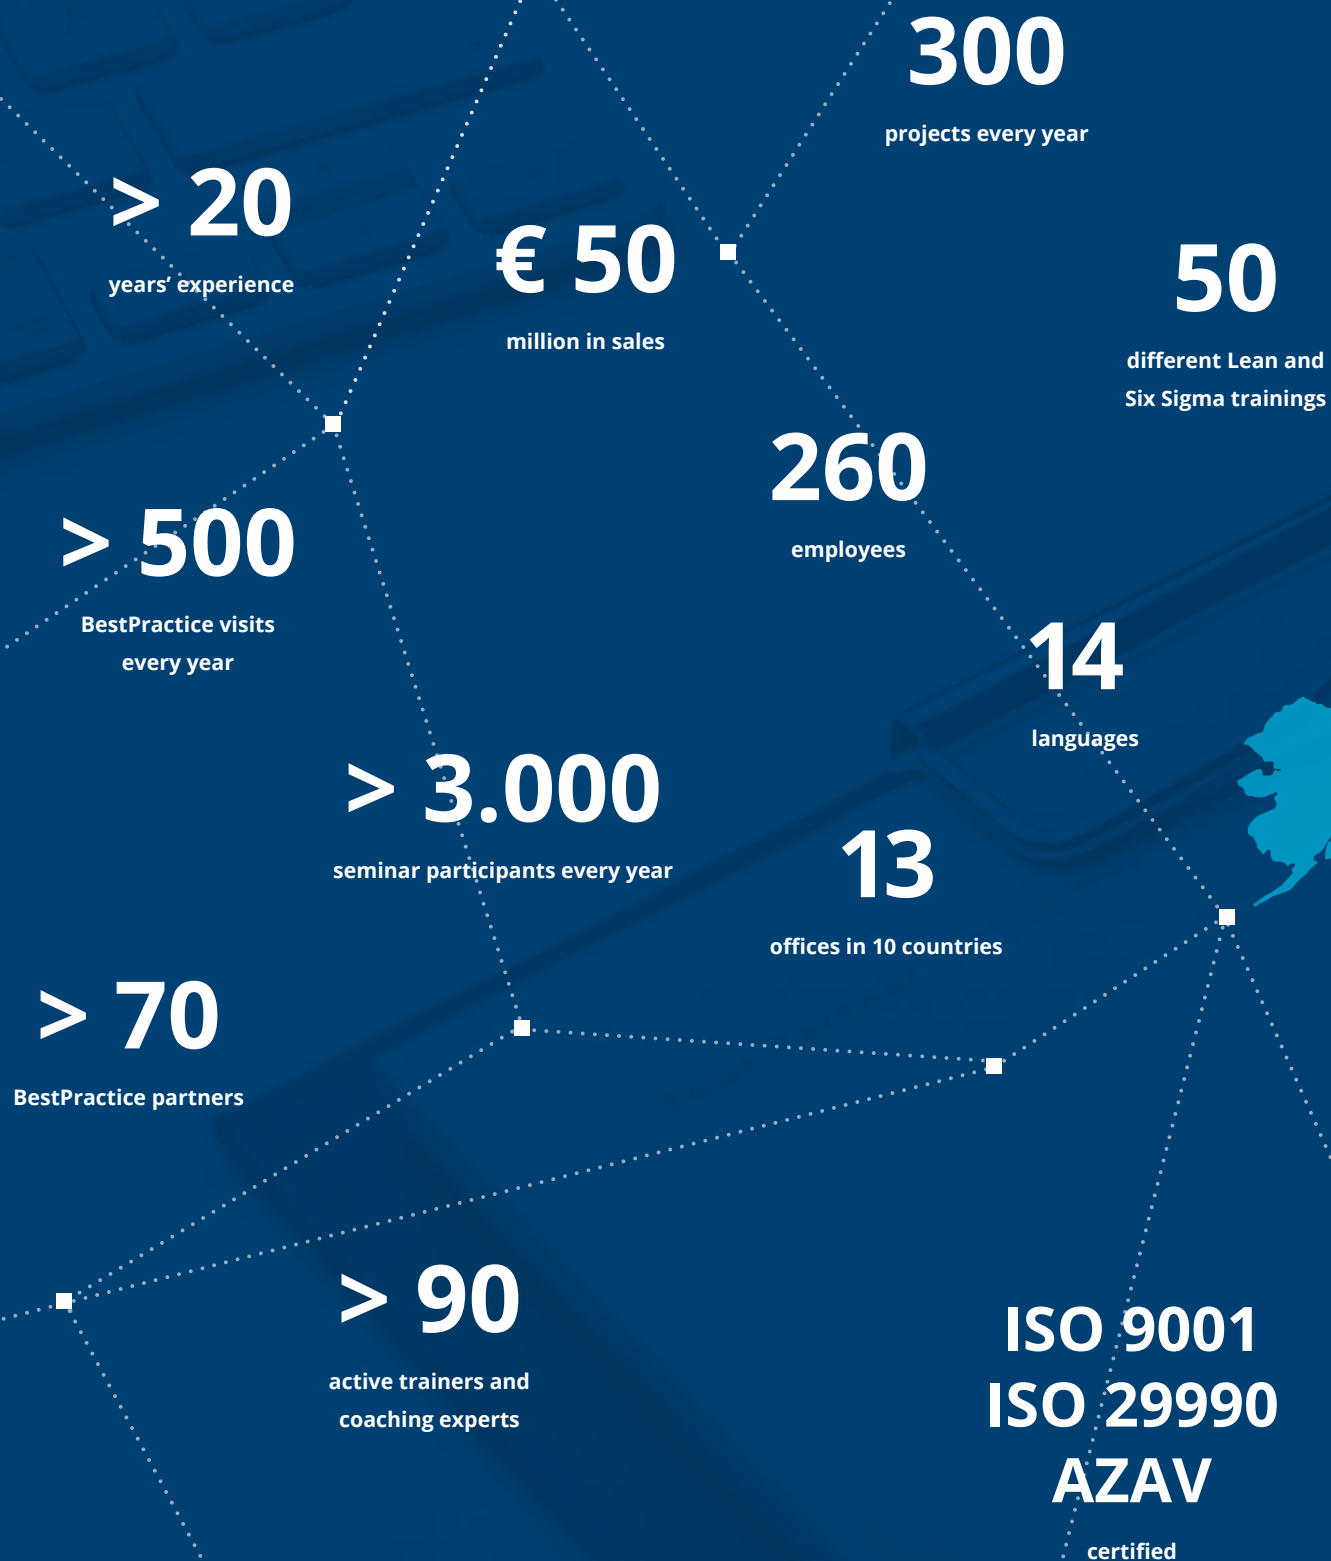 300
projects every year
> 20
years’ experience
€ 50
million in sales
50
different Lean and
Six Sigma trainings
260
employees
> 500
BestPractice visits
every year
14
languages
> 3.000
seminar participants every year
13
offices in 10 countries
> 70
BestPractice partners
> 90
active trainers and
coaching experts
ISO 9001
ISO 29990
AZAV
certified